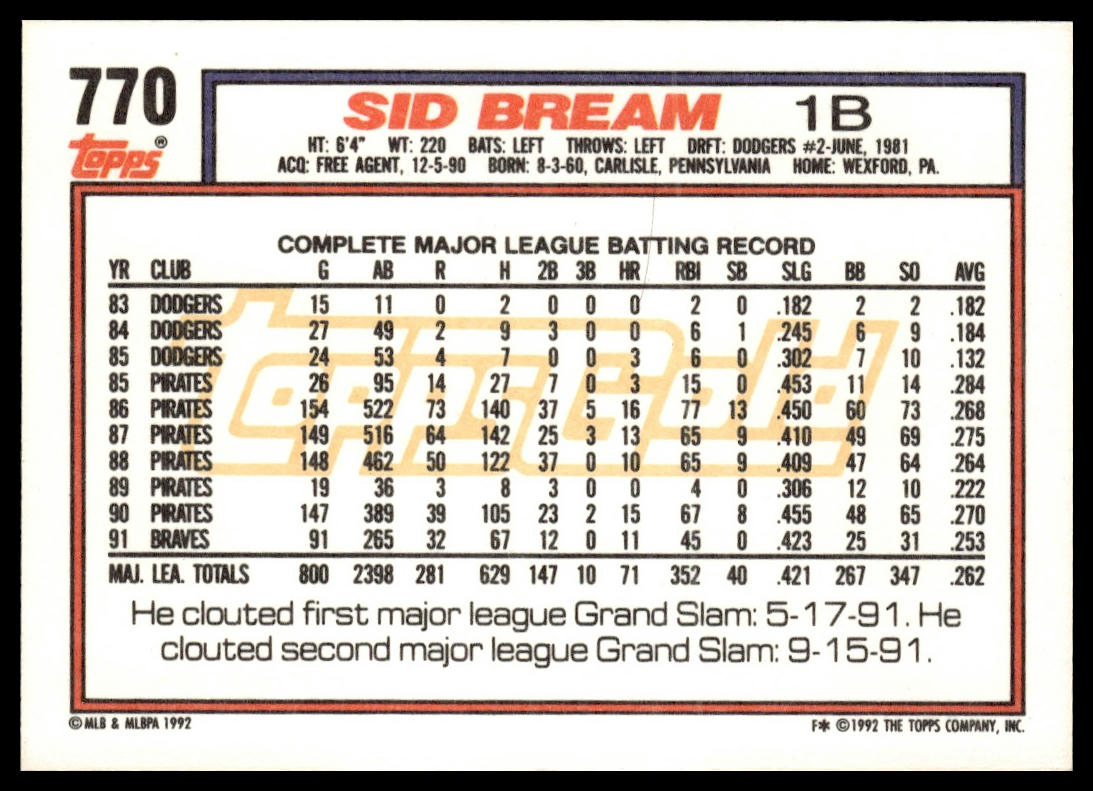 770
SID BREAM 1B
topps®
HT: 6'4" WT: 220 BATS: LEFT THROWS: LEFT DRFT: DODGERS #2-JUNE, 1981
ACQ: FREE AGENT, 12-5-90 BORN: 8-3-60, CARLISLE, PENNSYLVANIA HOME: WEXFORD, PA.
COMPLETE MAJOR LEAGUE BATTING RECORD
YR CLUB G AB R H 2B 3B HR RBI SB SLG BB SO AVG
83 DODGERS 15 11 0 2 0 0 0 2 0 .182 2 2 .182
84 DODGERS 27 49 2 9 3 0 0 6 1 .245 6 9 .184
85 DODGERS 24 53 4 7 0 0 3 6 0 .302 7 10 .132
85 PIRATES 26 95 14 27 7 0 3 15 0 .453 11 14 .284
86 PIRATES 154 522 73 140 37 5 16 77 13 .450 60 73 .268
87 PIRATES 149 516 64 142 25 3 13 65 9 .410 49 69 .275
88 PIRATES 148 462 50 122 37 0 10 65 9 .409 47 64 .264
89 PIRATES 19 36 3 8 3 0 0 4 0 .306 12 10 .222
90 PIRATES 147 389 39 105 23 2 15 67 8 .455 48 65 .270
91 BRAVES 91 265 32 67 12 0 11 45 0 .423 25 31 .253
MAJ. LEA. TOTALS 800 2398 281 629 147 10 71 352 40 .421 267 347 .262
ToppsGold
He clouted first major league Grand Slam: 5-17-91. He
clouted second major league Grand Slam: 9-15-91.
© MLB & MLBPA 1992
F* © 1992 THE TOPPS COMPANY, INC.